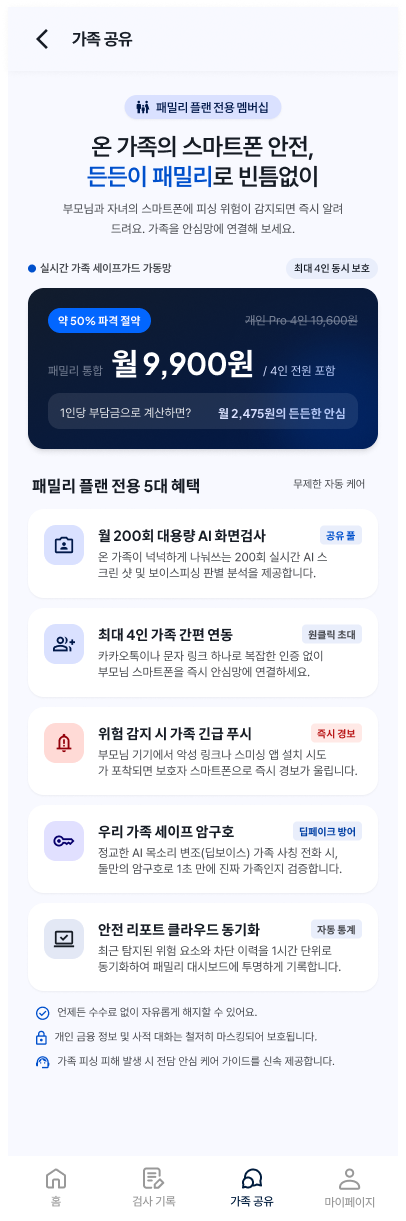 가족 공유
패밀리 플랜 전용 멤버십
온 가족의 스마트폰 안전,
든든이 패밀리로 빈틈없이
부모님과 자녀의 스마트폰에 피싱 위험이 감지되면 즉시 알려
드려요. 가족을 안심망에 연결해 보세요.
실시간 가족 세이프가드 가동망
최대 4인 동시 보호
약 50% 파격 절약
개인 Pro 4인 19,600원
패밀리 통합 월 9,900원 / 4인 전원 포함
1인당 부담금으로 계산하면? 월 2,475원의 든든한 안심
패밀리 플랜 전용 5대 혜택
무제한 자동 케어
월 200회 대용량 AI 화면검사
공유 풀
온 가족이 넉넉하게 나눠쓰는 200회 실시간 AI 스
크린 샷 및 보이스피싱 판별 분석을 제공합니다.
최대 4인 가족 간편 연동
원클릭 초대
카카오톡이나 문자 링크 하나로 복잡한 인증 없이
부모님 스마트폰을 즉시 안심망에 연결하세요.
위험 감지 시 가족 긴급 푸시
즉시 경보
부모님 기기에서 악성 링크나 스미싱 앱 설치 시도
가 포착되면 보호자 스마트폰으로 즉시 경보가 울립니다.
우리 가족 세이프 암구호
딥페이크 방어
정교한 AI 목소리 변조(딥보이스) 가족 사칭 전화 시,
둘만의 암구호로 1초 만에 진짜 가족인지 검증합니다.
안전 리포트 클라우드 동기화
자동 통계
최근 탐지된 위험 요소와 차단 이력을 1시간 단위로
동기화하여 패밀리 대시보드에 투명하게 기록합니다.
언제든 수수료 없이 자유롭게 해지할 수 있어요.
개인 금융 정보 및 사적 대화는 철저히 마스킹되어 보호됩니다.
가족 피싱 피해 발생 시 전담 안심 케어 가이드를 신속 제공합니다.
홈
검사 기록
가족 공유
마이페이지